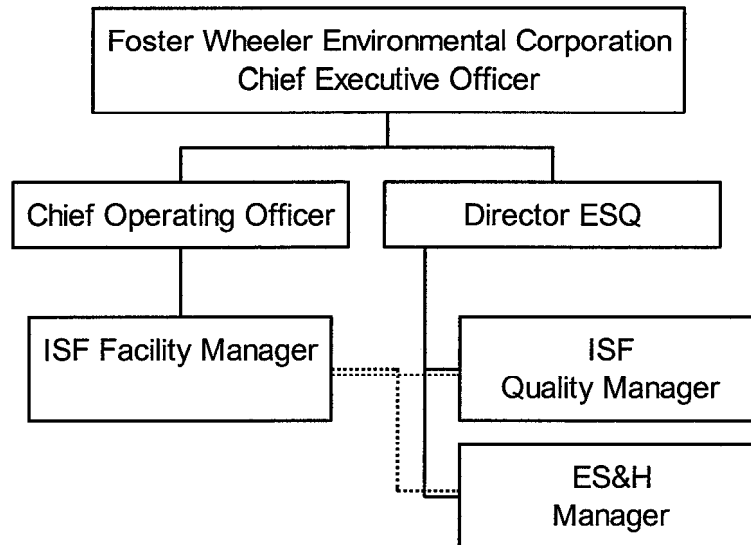 Foster Wheeler Environmental Corporation
Chief Executive Officer
Chief Operating Officer
Director ESQ
ISF Facility Manager
ISF
Quality Manager
ES&H
Manager